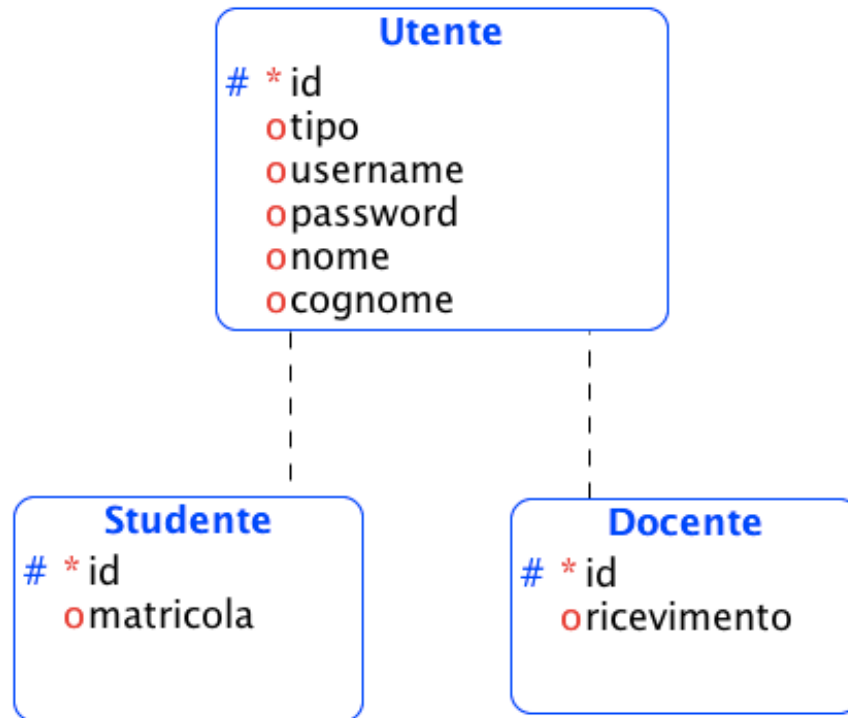 Utente
# * id
o tipo
o username
o password
o nome
o cognome
Studente
# * id
o matricola
Docente
# * id
o ricevimento